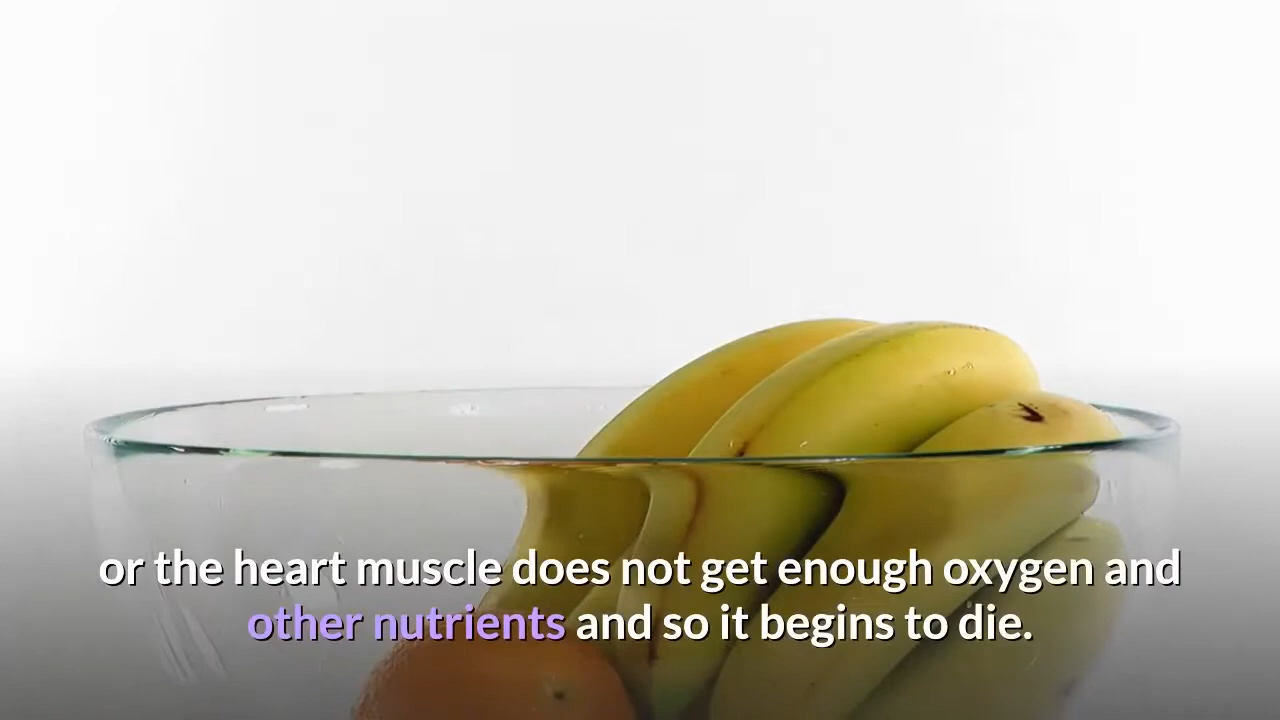 or the heart muscle does not get enough oxygen and
other nutrients and so it begins to die.